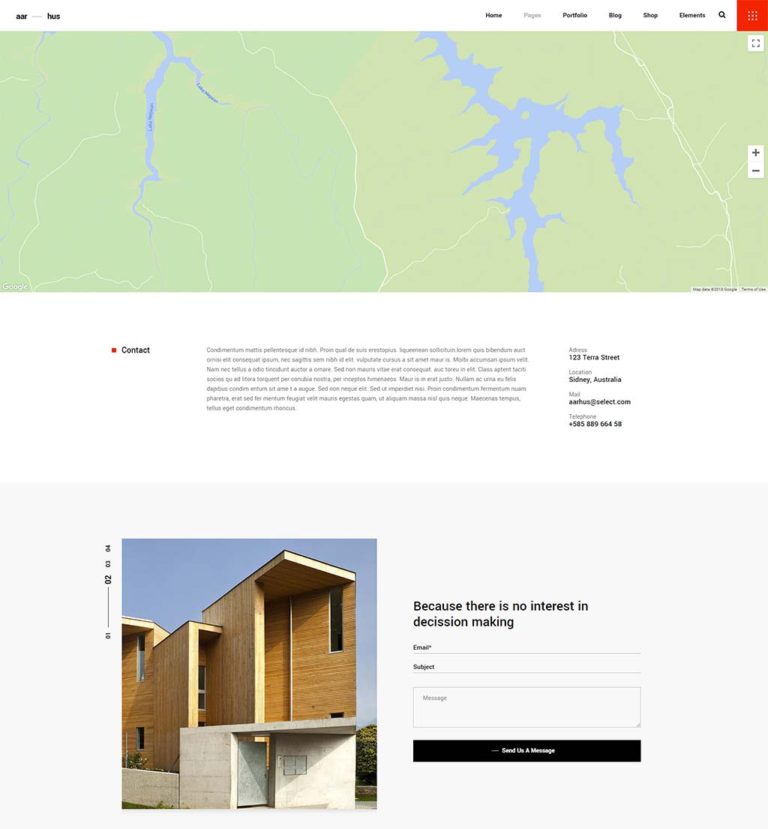 aar — hus
Home Pages Portfolio Blog Shop Elements
Lake Nepean
Lake Nepean
Google
Map data ©2018 Google Terms of Use
Contact
Condimentum mattis pellentesque id nibh. Proin qual de suis erestopius. liqueenean sollicituin.lorem quis bibendum auct
ornisi elit consequat ipsum, nec sagittis sem nibh id elit. vulputate cursus a sit amet maur is. Morbi accumsan ipsum velit.
Nam nec tellus a odio tincidunt auctor a ornare. Sed non mauris vitae erat consequat. auc toreu in elit. Class aptent taciti
socios qu ad litora torquent per conubia nostra, per inceptos himenaeos. Maur is in erat justo. Nullam ac urna eu felis
dapibus condim entum sit ame t a augue. Sed non neque elit. Sed ut imperdiet nisi. Proin condimentum fermentum nuam
pharetra, erat sed fer mentum feugiat velit mauris egestas quam, ut aliquam massa nisl quis neque. Maecenas tempus,
tellus eget condimentum rhoncus.
Adress
123 Terra Street
Location
Sidney, Australia
Mail
aarhus@select.com
Telephone
+585 889 664 58
04
03
02
01
Because there is no interest in
decission making
Email*
Subject
Message
— Send Us A Message